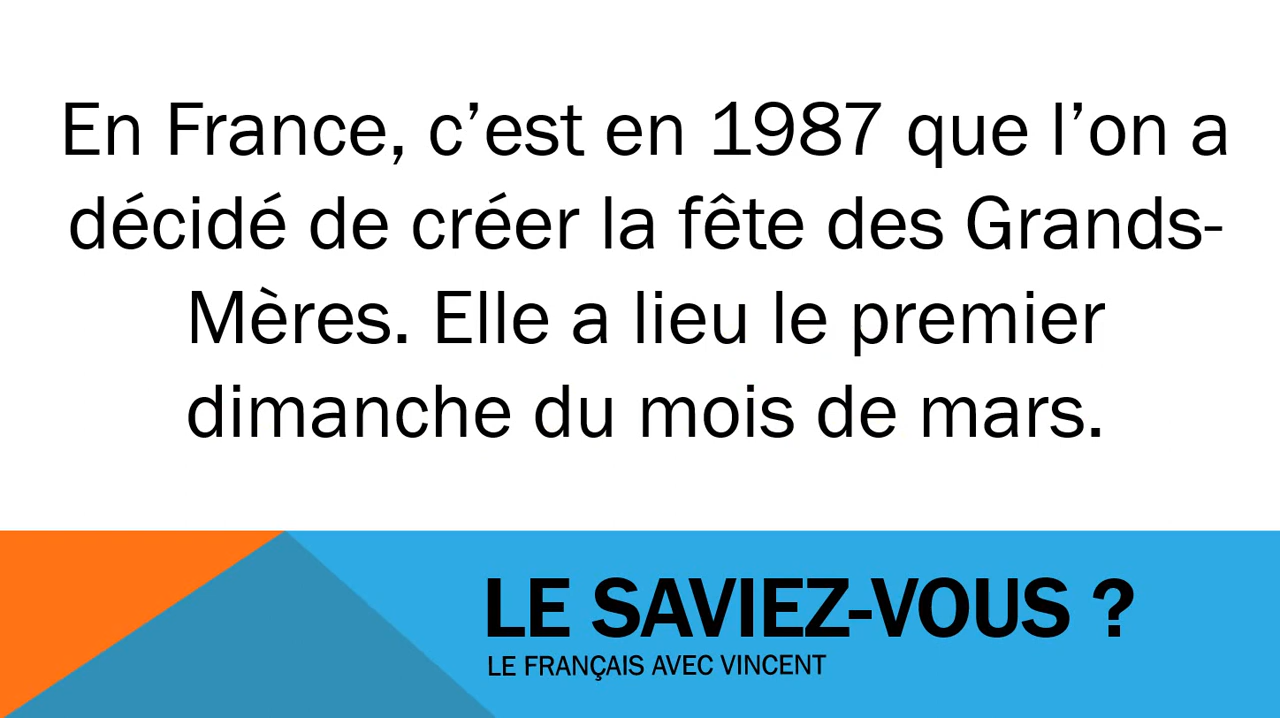 En France, c’est en 1987 que l’on a
décidé de créer la fête des Grands-
Mères. Elle a lieu le premier
dimanche du mois de mars.
LE SAVIEZ-VOUS ?
LE FRANÇAIS AVEC VINCENT